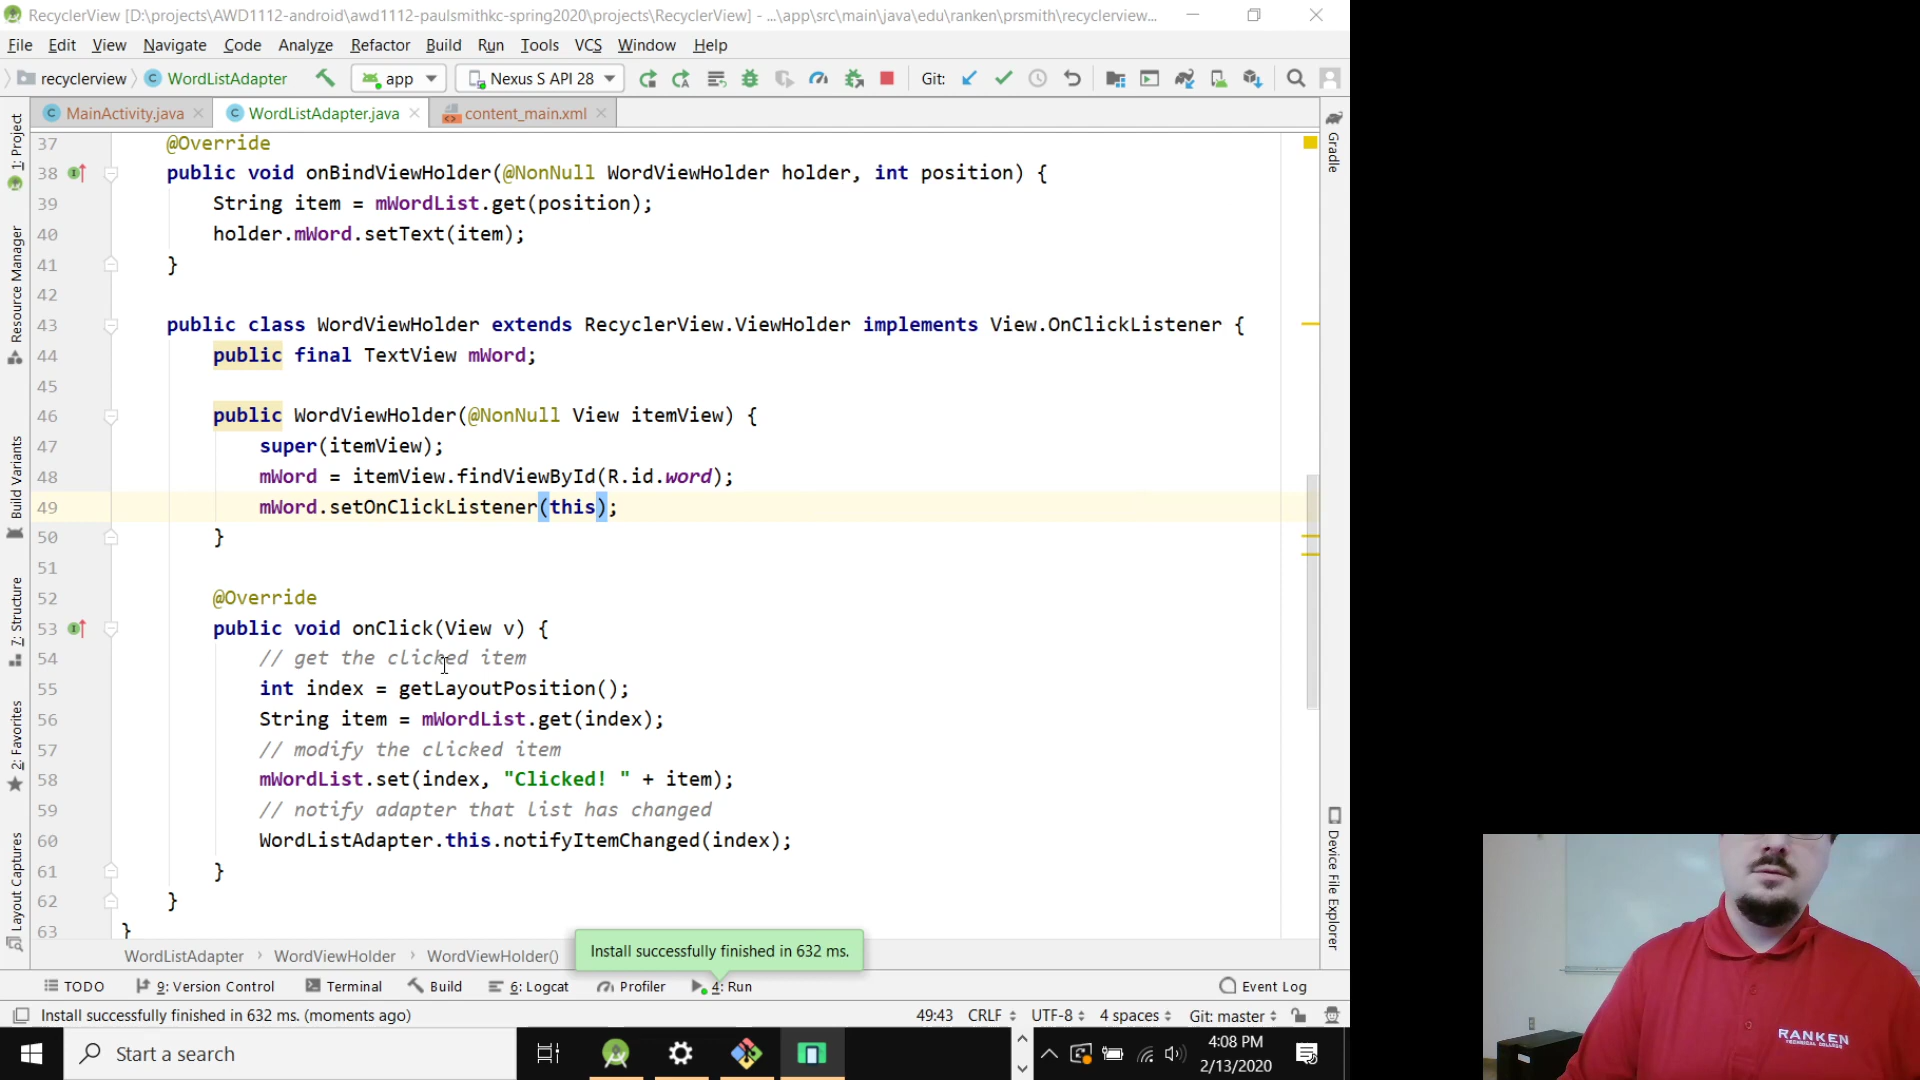 RecyclerView [D:\projects\AWD1112-android\awd1112-paulsmithkc-spring2020\projects\RecyclerView] - ...\app\src\main\java\edu\ranken\prsmith\recyclerview...
File Edit View Navigate Code Analyze Refactor Build Run Tools VCS Window Help
recyclerview WordListAdapter app Nexus S API 28 Git:
MainActivity.java WordListAdapter.java content_main.xml
1: Project
Resource Manager
Build Variants
7: Structure
2: Favorites
Layout Captures
37 @Override
38 public void onBindViewHolder(@NonNull WordViewHolder holder, int position) {
39 String item = mWordList.get(position);
40 holder.mWord.setText(item);
41 }
42
43 public class WordViewHolder extends RecyclerView.ViewHolder implements View.OnClickListener {
44 public final TextView mWord;
45
46 public WordViewHolder(@NonNull View itemView) {
47 super(itemView);
48 mWord = itemView.findViewById(R.id.word);
49 mWord.setOnClickListener(this);
50 }
51
52 @Override
53 public void onClick(View v) {
54 // get the clicked item
55 int index = getLayoutPosition();
56 String item = mWordList.get(index);
57 // modify the clicked item
58 mWordList.set(index, "Clicked! " + item);
59 // notify adapter that list has changed
60 WordListAdapter.this.notifyItemChanged(index);
61 }
62 }
63 }
Gradle
Device File Explorer
WordListAdapter › WordViewHolder › WordViewHolder()
Install successfully finished in 632 ms.
TODO 9: Version Control Terminal Build 6: Logcat Profiler 4: Run Event Log
Install successfully finished in 632 ms. (moments ago) 49:43 CRLF UTF-8 4 spaces Git: master
Start a search
4:08 PM
2/13/2020
RANKEN
TECHNICAL COLLEGE